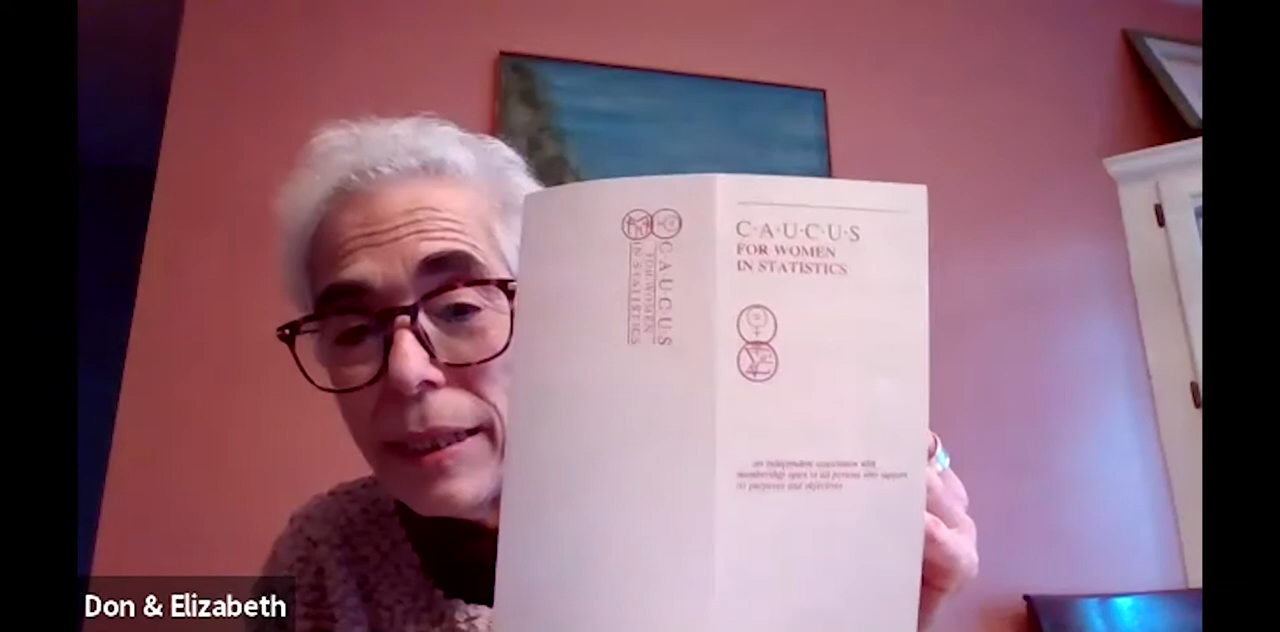 C·A·U·C·U·S
FOR WOMEN
IN STATISTICS
C·A·U·C·U·S
FOR WOMEN
IN STATISTICS
an independent association with
membership open to all persons who support
its purposes and objectives
Don & Elizabeth